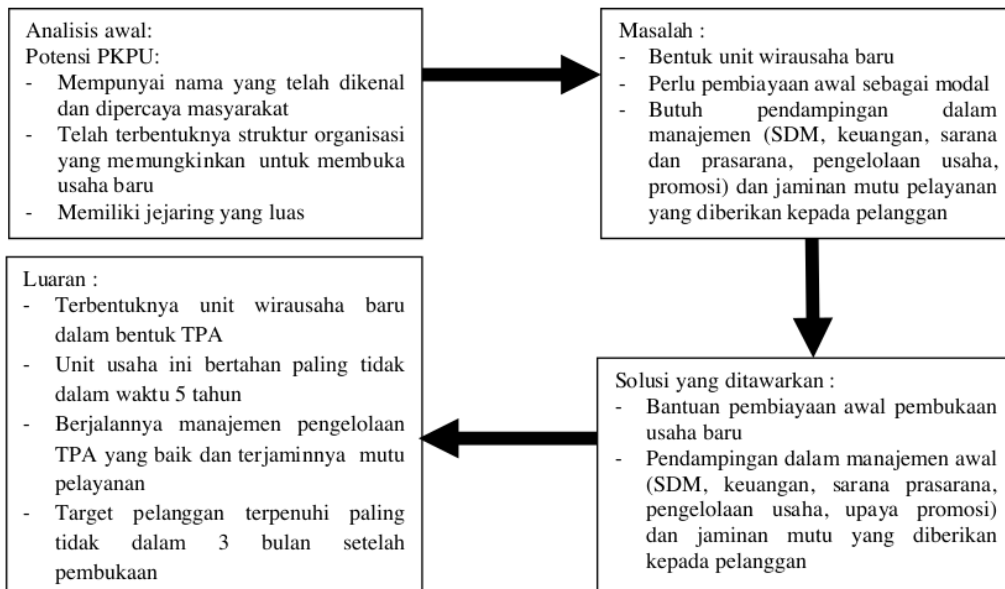 Analisis awal:
Potensi PKPU:
- Mempunyai nama yang telah dikenal
dan dipercaya masyarakat
- Telah terbentuknya struktur organisasi
yang memungkinkan untuk membuka
usaha baru
- Memiliki jejaring yang luas
Masalah :
- Bentuk unit wirausaha baru
- Perlu pembiayaan awal sebagai modal
- Butuh pendampingan dalam
manajemen (SDM, keuangan, sarana
dan prasarana, pengelolaan usaha,
promosi) dan jaminan mutu pelayanan
yang diberikan kepada pelanggan
Solusi yang ditawarkan :
- Bantuan pembiayaan awal pembukaan
usaha baru
- Pendampingan dalam manajemen awal
(SDM, keuangan, sarana prasarana,
pengelolaan usaha, upaya promosi)
dan jaminan mutu yang diberikan
kepada pelanggan
Luaran :
- Terbentuknya unit wirausaha baru
dalam bentuk TPA
- Unit usaha ini bertahan paling tidak
dalam waktu 5 tahun
- Berjalannya manajemen pengelolaan
TPA yang baik dan terjaminnya mutu
pelayanan
- Target pelanggan terpenuhi paling
tidak dalam 3 bulan setelah
pembukaan